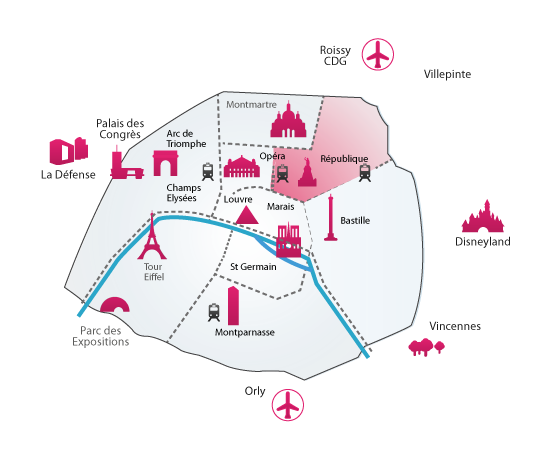 Roissy
CDG
Villepinte
Montmartre
Palais des
Congrès
Arc de
Triomphe
Opéra
République
La Défense
Champs
Elysées
Louvre
Marais
Bastille
Disneyland
St Germain
Tour
Eiffel
Parc des
Expositions
Montparnasse
Vincennes
Orly